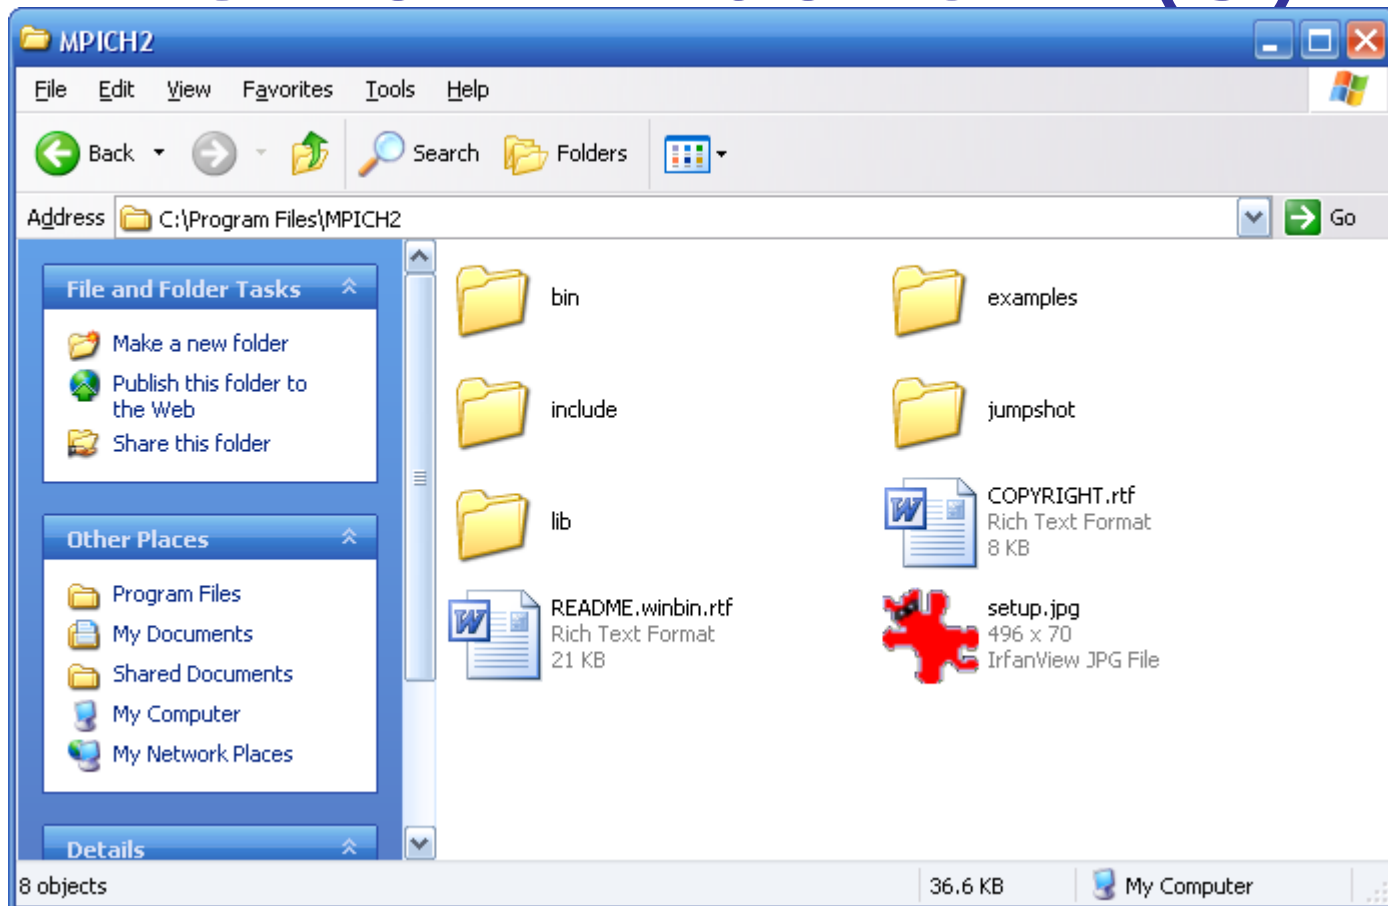 MPICH2
File Edit View Favorites Tools Help
Back Search Folders
Address C:\Program Files\MPICH2 Go
File and Folder Tasks
Make a new folder
Publish this folder to
the Web
Share this folder
Other Places
Program Files
My Documents
Shared Documents
My Computer
My Network Places
Details
bin
examples
include
jumpshot
lib
COPYRIGHT.rtf
Rich Text Format
8 KB
README.winbin.rtf
Rich Text Format
21 KB
setup.jpg
496 x 70
IrfanView JPG File
8 objects
36.6 KB
My Computer